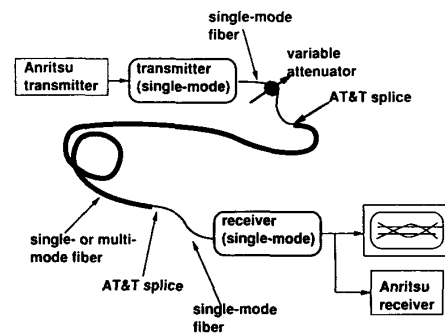 single-mode
fiber
variable
attenuator
Anritsu
transmitter
transmitter
(single-mode)
AT&T splice
single- or multi-
mode fiber
AT&T splice
single-mode
fiber
receiver
(single-mode)
Anritsu
receiver